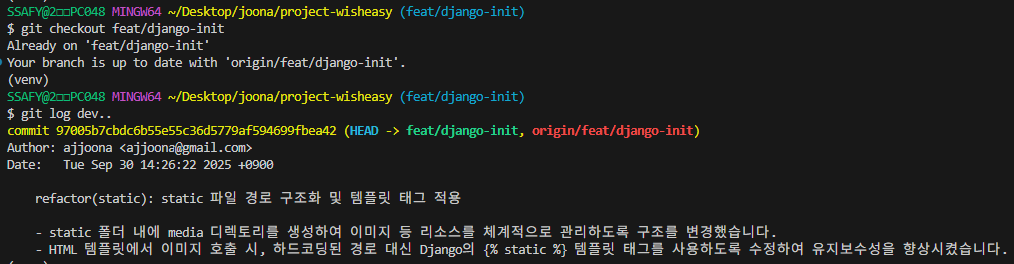 SSAFY@2□□PC048 MINGW64 ~/Desktop/joona/project-wisheasy (feat/django-init)
$ git checkout feat/django-init
Already on 'feat/django-init'
Your branch is up to date with 'origin/feat/django-init'.
(venv)
SSAFY@2□□PC048 MINGW64 ~/Desktop/joona/project-wisheasy (feat/django-init)
$ git log dev..
commit 97005b7cbdc6b55e55c36d5779af594699fbea42 (HEAD -> feat/django-init, origin/feat/django-init)
Author: ajjoona <ajjoona@gmail.com>
Date:   Tue Sep 30 14:26:22 2025 +0900
    refactor(static): static 파일 경로 구조화 및 템플릿 태그 적용
    - static 폴더 내에 media 디렉토리를 생성하여 이미지 등 리소스를 체계적으로 관리하도록 구조를 변경했습니다.
    - HTML 템플릿에서 이미지 호출 시, 하드코딩된 경로 대신 Django의 {% static %} 템플릿 태그를 사용하도록 수정하여 유지보수성을 향상시켰습니다.